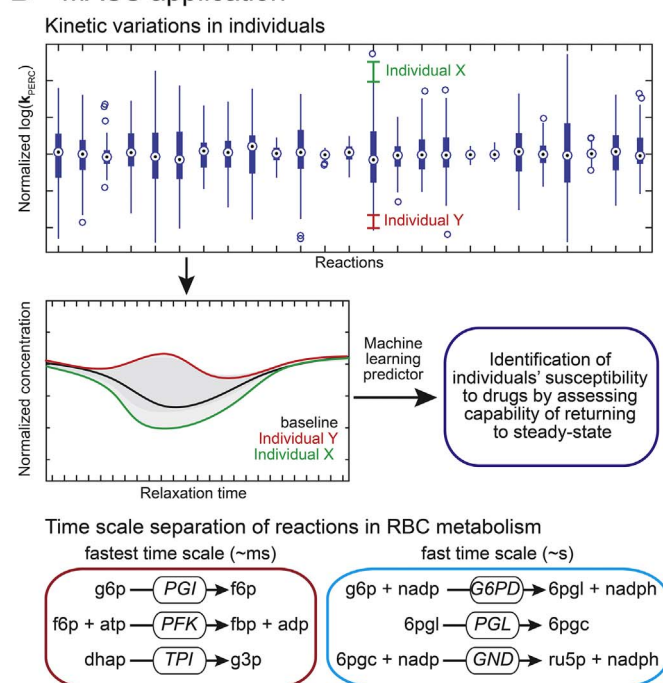 Kinetic variations in individuals
Normalized log(kPERC)
Individual X
Individual Y
Reactions
Normalized concentration
baseline
Individual Y
Individual X
Relaxation time
Machine
learning
predictor
Identification of
individuals' susceptibility
to drugs by assessing
capability of returning
to steady-state
Time scale separation of reactions in RBC metabolism
fastest time scale (~ms)
g6p PGI f6p
f6p + atp PFK fbp + adp
dhap TPI g3p
fast time scale (~s)
g6p + nadp G6PD 6pgl + nadph
6pgl PGL 6pgc
6pgc + nadp GND ru5p + nadph